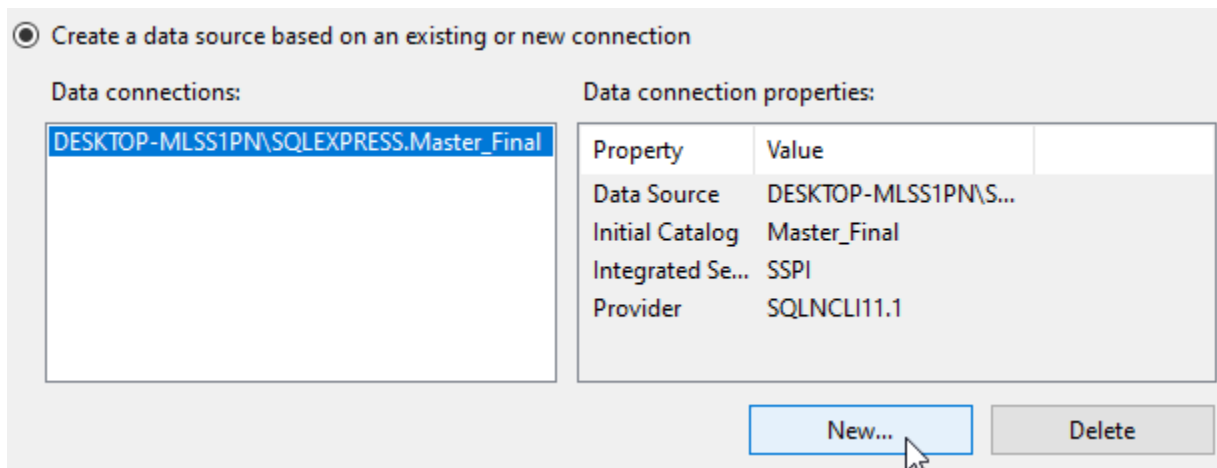 Create a data source based on an existing or new connection
Data connections:
Data connection properties:
DESKTOP-MLSS1PN\SQLEXPRESS.Master_Final
Property Value
Data Source DESKTOP-MLSS1PN\S...
Initial Catalog Master_Final
Integrated Se... SSPI
Provider SQLNCLI11.1
New... Delete